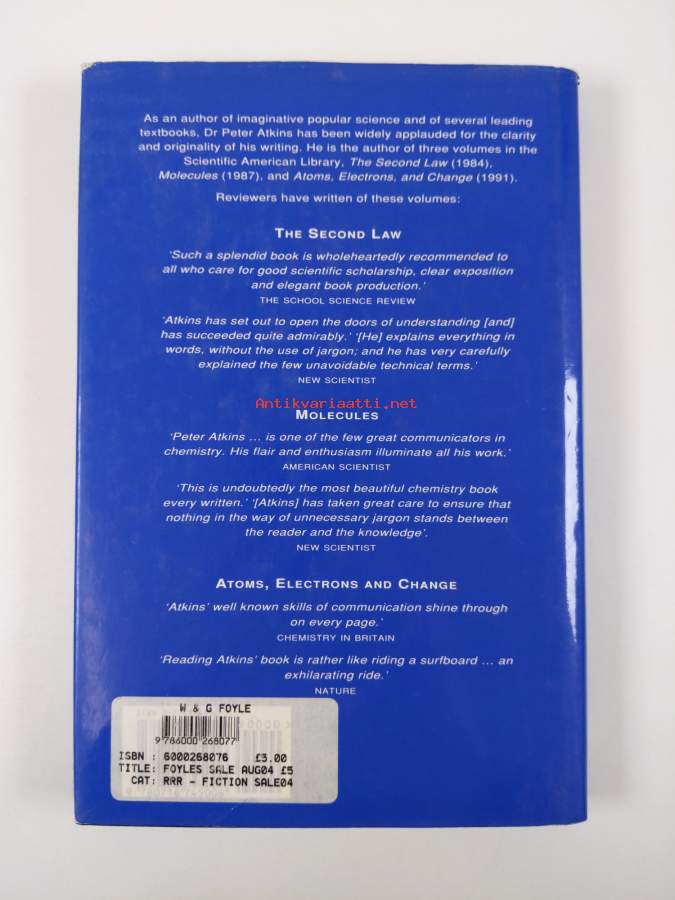 As an author of imaginative popular science and of several leading
textbooks, Dr Peter Atkins has been widely applauded for the clarity
and originality of his writing. He is the author of three volumes in the
Scientific American Library, The Second Law (1984),
Molecules (1987), and Atoms, Electrons, and Change (1991).
Reviewers have written of these volumes:
THE SECOND LAW
‘Such a splendid book is wholeheartedly recommended to
all who care for good scientific scholarship, clear exposition
and elegant book production.’
THE SCHOOL SCIENCE REVIEW
‘Atkins has set out to open the doors of understanding [and]
has succeeded quite admirably.’ ‘[He] explains everything in
words, without the use of jargon; and he has very carefully
explained the few unavoidable technical terms.’
NEW SCIENTIST
Antikvariaatti.net
MOLECULES
‘Peter Atkins ... is one of the few great communicators in
chemistry. His flair and enthusiasm illuminate all his work.’
AMERICAN SCIENTIST
‘This is undoubtedly the most beautiful chemistry book
every written.’ ‘[Atkins] has taken great care to ensure that
nothing in the way of unnecessary jargon stands between
the reader and the knowledge’.
NEW SCIENTIST
ATOMS, ELECTRONS AND CHANGE
‘Atkins’ well known skills of communication shine through
on every page.’
CHEMISTRY IN BRITAIN
‘Reading Atkins’ book is rather like riding a surfboard ... an
exhilarating ride.’
NATURE
W & G FOYLE
9 786000 268077
ISBN : 6000268076 £3.00
TITLE: FOYLES SALE AUG04 £5
CAT: RRR - FICTION SALE04